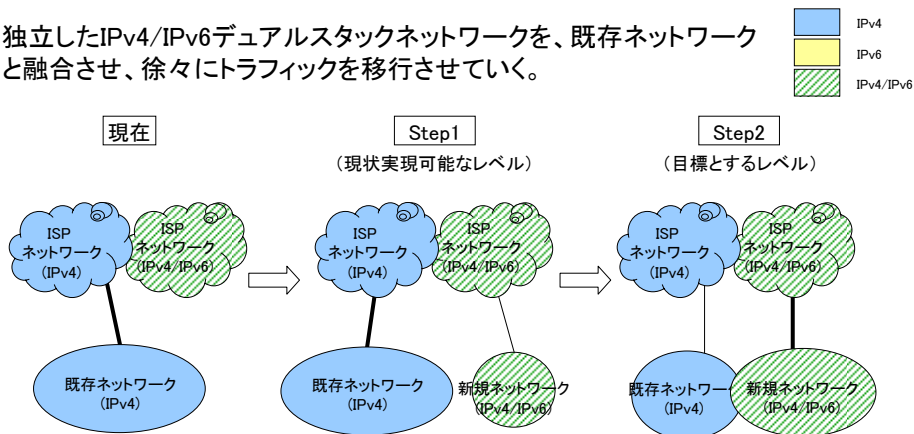 独立したIPv4/IPv6デュアルスタックネットワークを、既存ネットワーク
と融合させ、徐々にトラフィックを移行させていく。
IPv4
IPv6
IPv4/IPv6
現在
Step1
(現状実現可能なレベル)
Step2
(目標とするレベル)
ISP
ネットワーク
(IPv4)
ISP
ネットワーク
(IPv4/IPv6)
ISP
ネットワーク
(IPv4)
ISP
ネットワーク
(IPv4/IPv6)
ISP
ネットワーク
(IPv4)
ISP
ネットワーク
(IPv4/IPv6)
既存ネットワーク
(IPv4)
既存ネットワーク
(IPv4)
新規ネットワーク
(IPv4/IPv6)
既存ネットワー
(IPv4)
新規ネットワーク
(IPv4/IPv6)